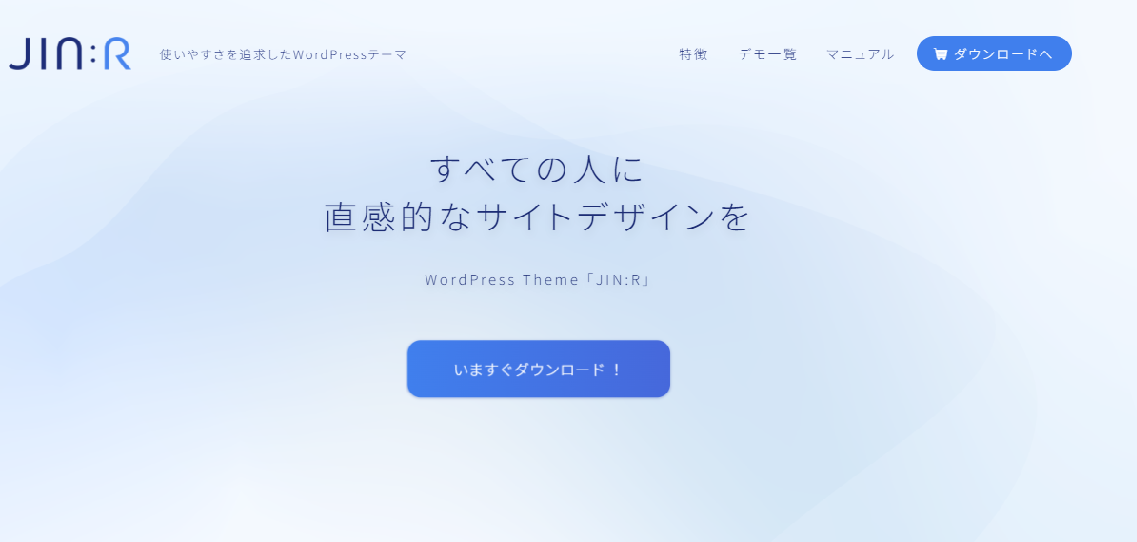 JIN:R
使いやすさを追求したWordPressテーマ
特徴
デモ一覧
マニュアル
ダウンロードへ
すべての人に
直感的なサイトデザインを
WordPress Theme「JIN:R」
いますぐダウンロード！